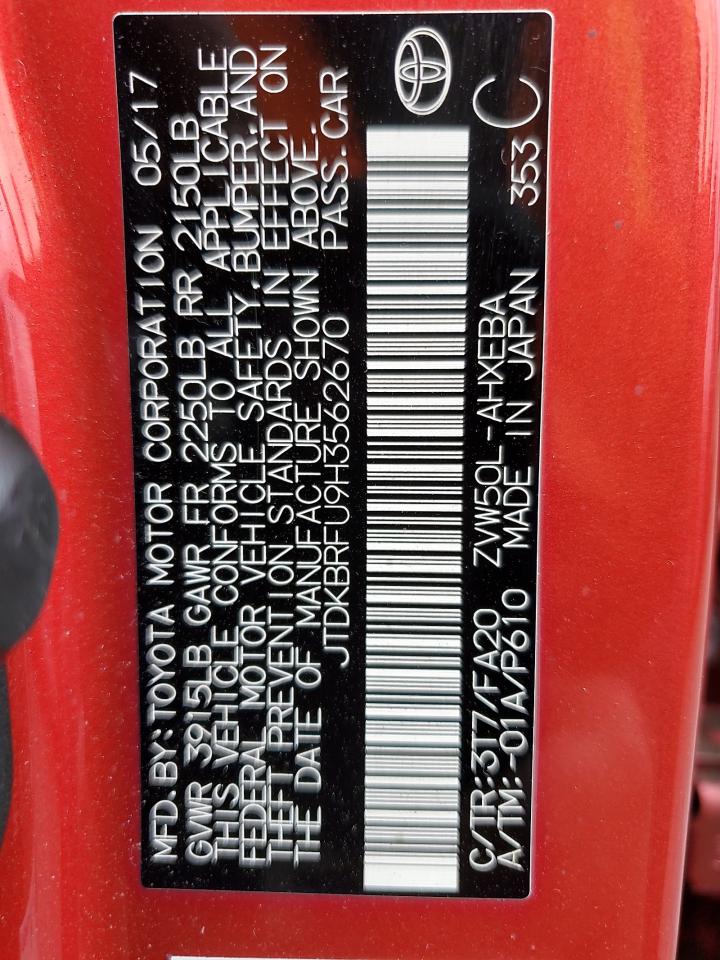 MFD.BY:TOYOTA MOTOR CORPORATION 05/17
GVWR 3915LB GAWR FR 2250LB RR 2150LB
THIS VEHICLE CONFORMS TO ALL APPLICABLE
FEDERAL MOTOR VEHICLE SAFETY,BUMPER,AND
THEFT PREVENTION STANDARDS IN EFFECT ON
THE DATE OF MANUFACTURE SHOWN ABOVE.
JTDKBRFU9H3562670 PASS.CAR
C/TR:3T7/FA20 ZVW50L-AHXEBA
A/TM:-01A/P610 MADE IN JAPAN 353 C